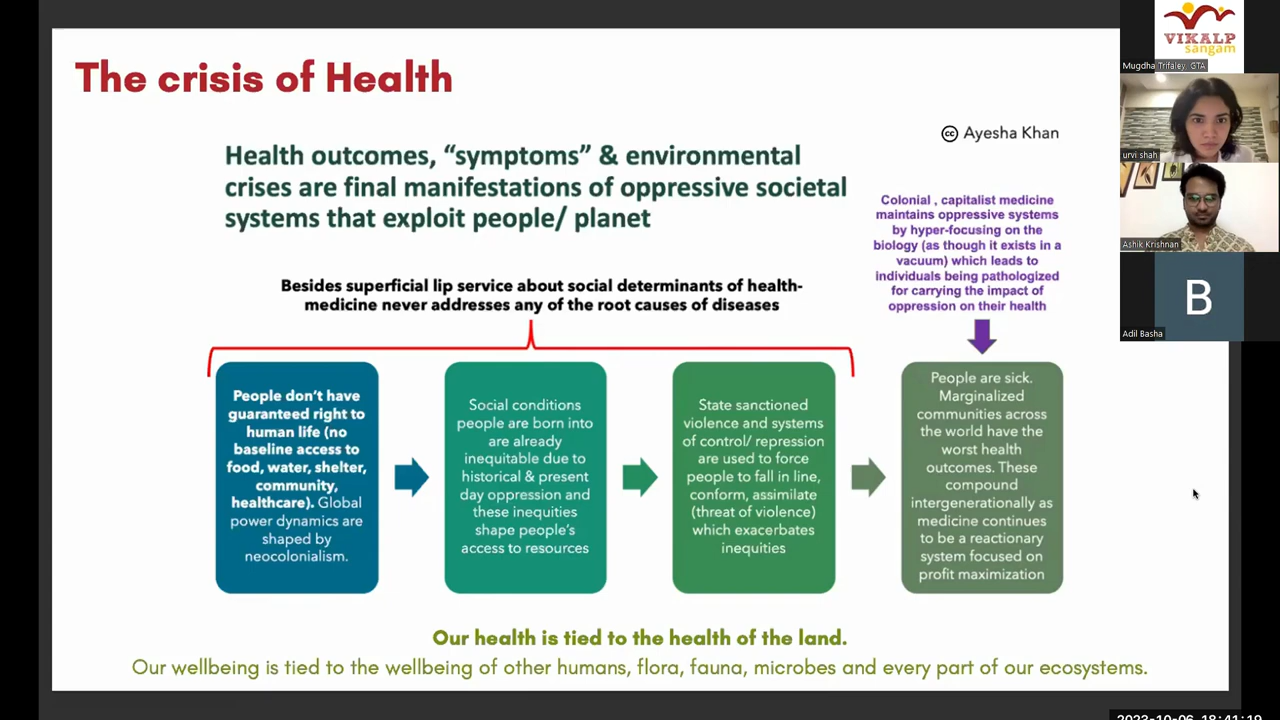 The crisis of Health
Health outcomes, “symptoms” & environmental
crises are final manifestations of oppressive societal
systems that exploit people/ planet
cc Ayesha Khan
Colonial , capitalist medicine
maintains oppressive systems
by hyper-focusing on the
biology (as though it exists in a
vacuum) which leads to
individuals being pathologized
for carrying the impact of
oppression on their health
Besides superficial lip service about social determinants of health-
medicine never addresses any of the root causes of diseases
People don’t have
guaranteed right to
human life (no
baseline access to
food, water, shelter,
community,
healthcare). Global
power dynamics are
shaped by
neocolonialism.
Social conditions
people are born into
are already
inequitable due to
historical & present
day oppression and
these inequities
shape people’s
access to resources
State sanctioned
violence and systems
of control/ repression
are used to force
people to fall in line,
conform, assimilate
(threat of violence)
which exacerbates
inequities
People are sick.
Marginalized
communities across
the world have the
worst health
outcomes. These
compound
intergenerationally as
medicine continues
to be a reactionary
system focused on
profit maximization
Our health is tied to the health of the land.
Our wellbeing is tied to the wellbeing of other humans, flora, fauna, microbes and every part of our ecosystems.
VIKALP
sangam
Mugdha Trifaley, GTA
urvi shah
Ashik Krishnan
B
Adil Basha
2023-10-06 18:41:19